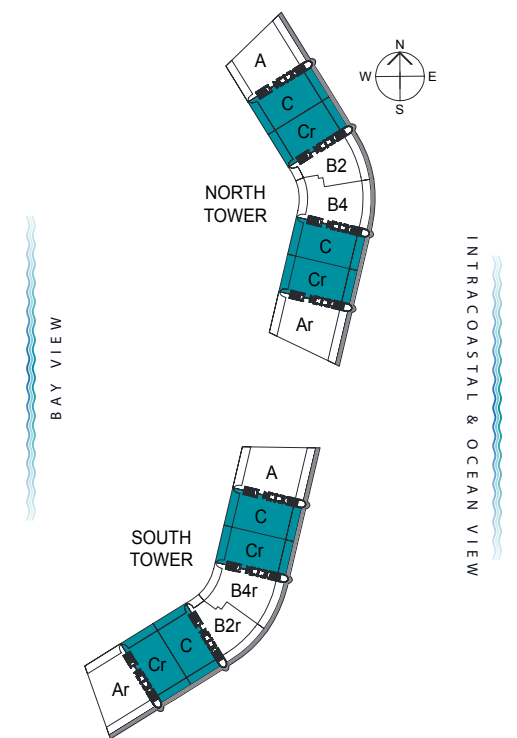 A
N
W
E
S
C
Cr
B2
NORTH
TOWER
B4
C
Cr
Ar
BAY VIEW
INTRACOASTAL & OCEAN VIEW
A
C
SOUTH
TOWER
Cr
B4r
B2r
C
Cr
Ar